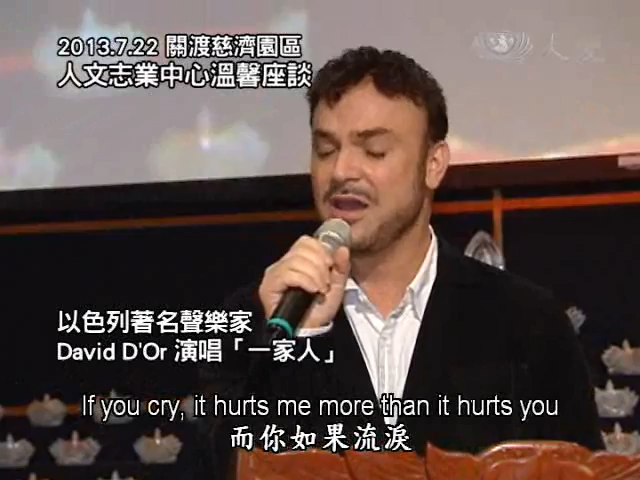 2013.7.22 關渡慈濟園區
人文志業中心溫馨座談
人文
以色列著名聲樂家
David D'Or 演唱「一家人」
If you cry, it hurts me more than it hurts you
而你如果流淚